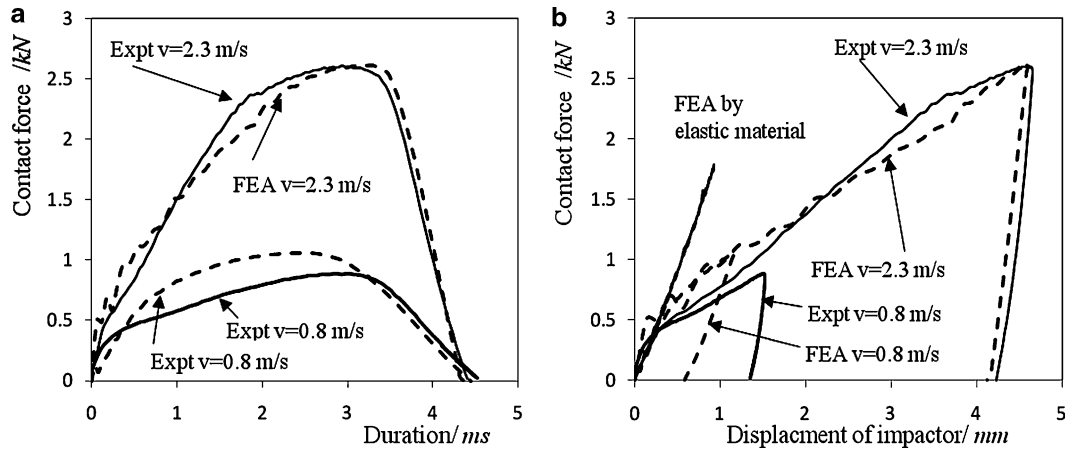 a
3
2.5
2
1.5
1
0.5
0
0
1
2
3
4
5
Contact force /kN
Duration/ ms
Expt v=2.3 m/s
FEA v=2.3 m/s
Expt v=0.8 m/s
Expt v=0.8 m/s
b
3
2.5
2
1.5
1
0.5
0
0
1
2
3
4
5
Contact force /kN
Displacment of impactor/ mm
Expt v=2.3 m/s
FEA by
elastic material
FEA v=2.3 m/s
Expt v=0.8 m/s
FEA v=0.8 m/s